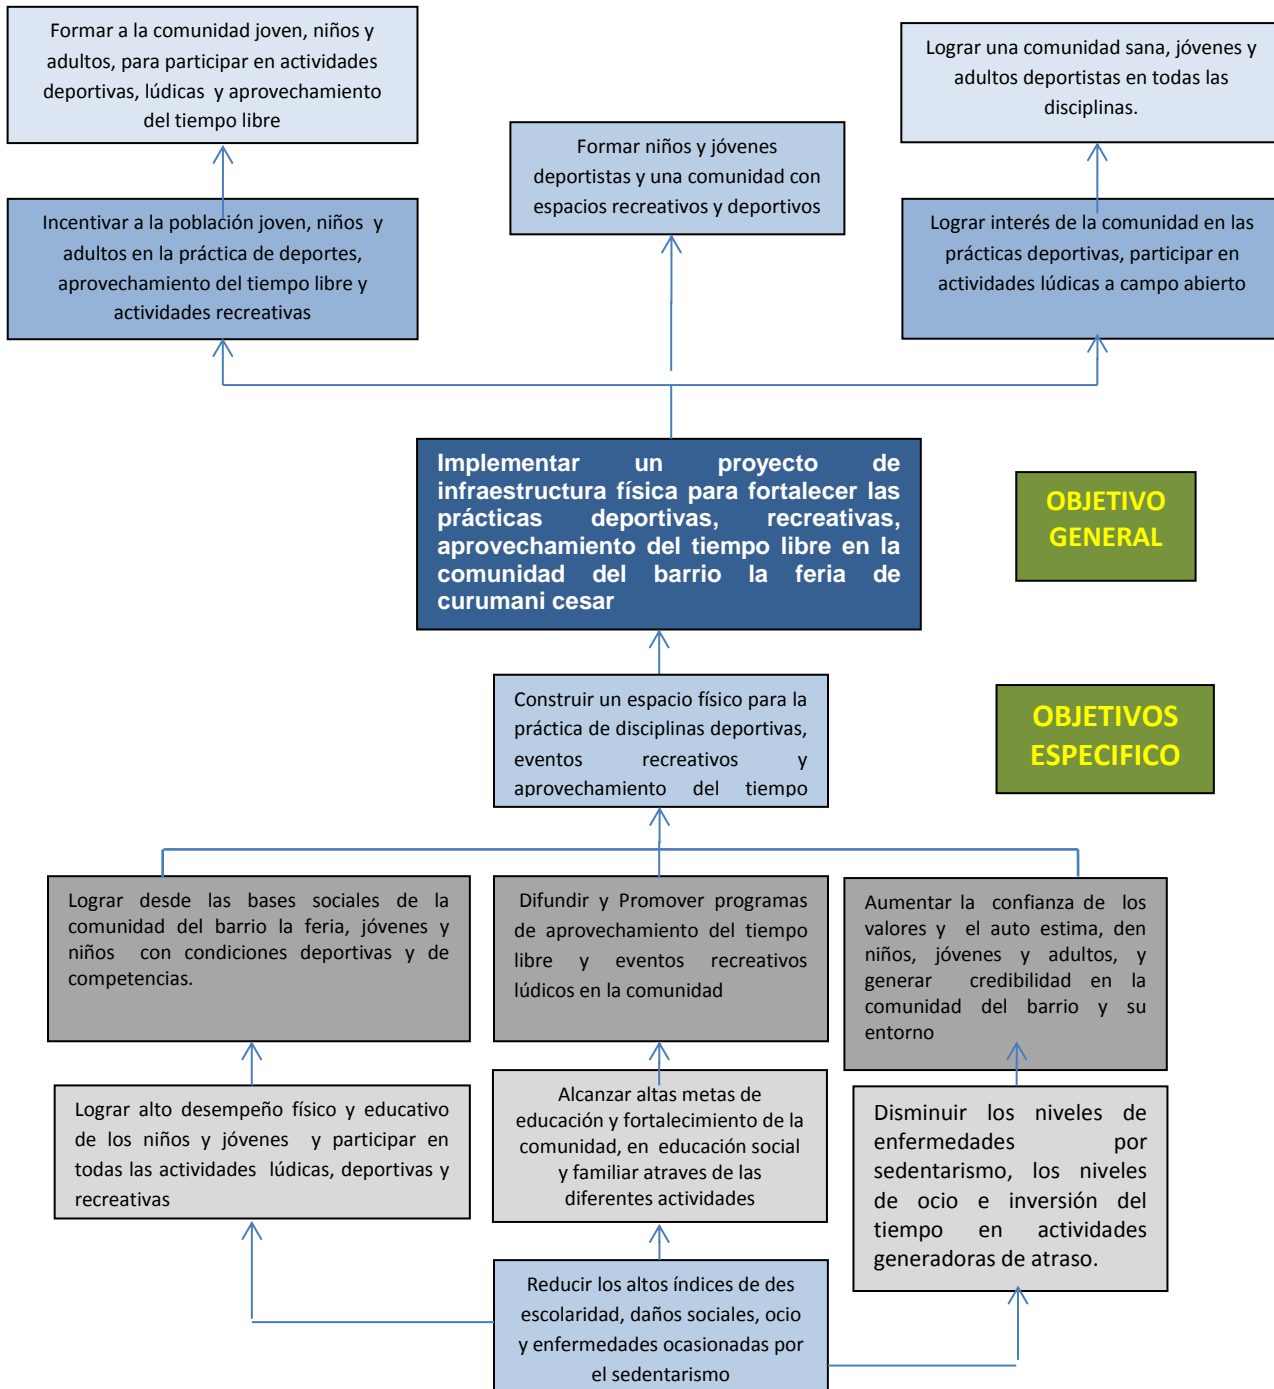 Formar a la comunidad joven, niños y
adultos, para participar en actividades
deportivas, lúdicas y aprovechamiento
del tiempo libre
Lograr una comunidad sana, jóvenes y
adultos deportistas en todas las
disciplinas.
Formar niños y jóvenes
deportistas y una comunidad con
espacios recreativos y deportivos
Incentivar a la población joven, niños y
adultos en la práctica de deportes,
aprovechamiento del tiempo libre y
actividades recreativas
Lograr interés de la comunidad en las
prácticas deportivas, participar en
actividades lúdicas a campo abierto
Implementar un proyecto de
infraestructura física para fortalecer las
prácticas deportivas, recreativas,
aprovechamiento del tiempo libre en la
comunidad del barrio la feria de
curumani cesar
OBJETIVO
GENERAL
Construir un espacio físico para la
práctica de disciplinas deportivas,
eventos recreativos y
aprovechamiento del tiempo
OBJETIVOS
ESPECIFICO
Lograr desde las bases sociales de la
comunidad del barrio la feria, jóvenes y
niños con condiciones deportivas y de
competencias.
Difundir y Promover programas
de aprovechamiento del tiempo
libre y eventos recreativos
lúdicos en la comunidad
Aumentar la confianza de los
valores y el auto estima, den
niños, jóvenes y adultos, y
generar credibilidad en la
comunidad del barrio y su
entorno
Lograr alto desempeño físico y educativo
de los niños y jóvenes y participar en
todas las actividades lúdicas, deportivas y
recreativas
Alcanzar altas metas de
educación y fortalecimiento de la
comunidad, en educación social
y familiar atraves de las
diferentes actividades
Disminuir los niveles de
enfermedades por
sedentarismo, los niveles
de ocio e inversión del
tiempo en actividades
generadoras de atraso.
Reducir los altos índices de des
escolaridad, daños sociales, ocio
y enfermedades ocasionadas por
el sedentarismo